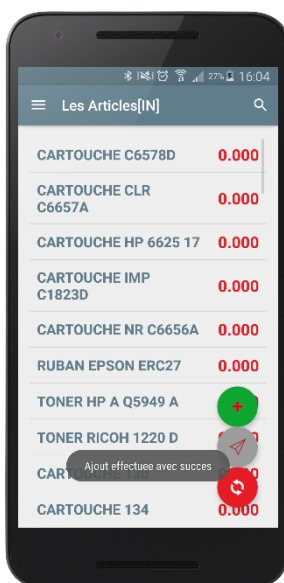 27% 16:04
Les Articles[IN]
CARTOUCHE C6578D 0.000
CARTOUCHE CLR
C6657A 0.000
CARTOUCHE HP 6625 17 0.000
CARTOUCHE IMP
C1823D 0.000
CARTOUCHE NR C6656A 0.000
RUBAN EPSON ERC27 0.000
TONER HP A Q5949 A
TONER RICOH 1220 D
Ajout effectuee avec succes
CARTOUCHE 134 0.000